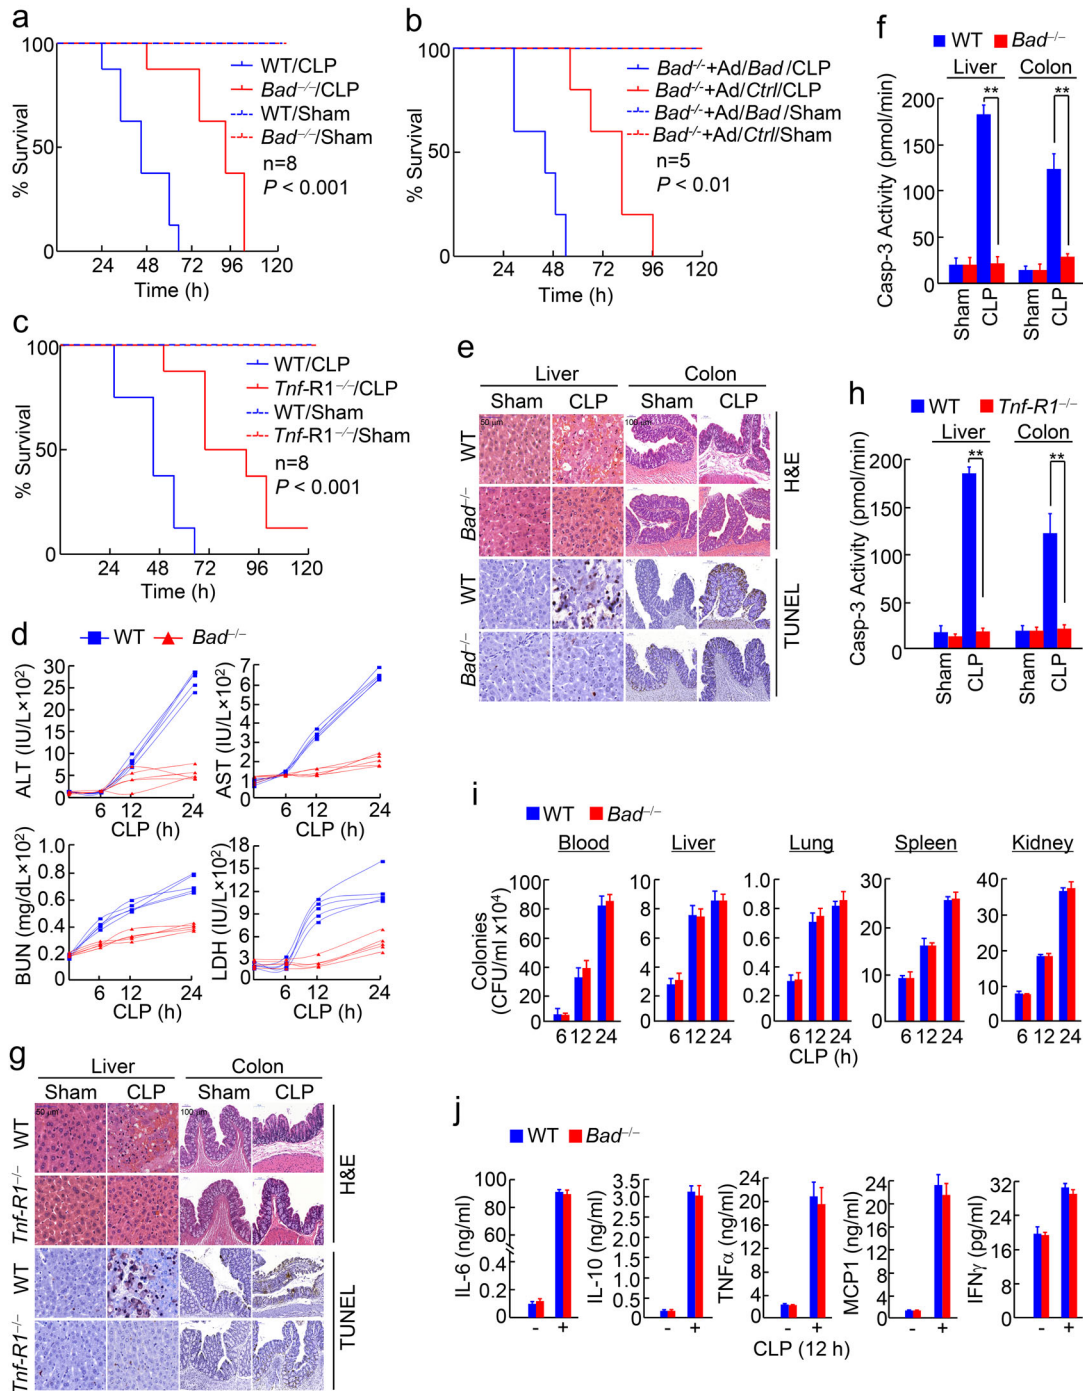 a
100
50
0
% Survival
24 48 72 96 120
Time (h)
WT/CLP
Bad–/–/CLP
WT/Sham
Bad–/–/Sham
n=8
P < 0.001
b
100
50
0
% Survival
24 48 72 96 120
Time (h)
Bad-/-+Ad/Bad/CLP
Bad-/-+Ad/Ctrl/CLP
Bad-/-+Ad/Bad/Sham
Bad-/-+Ad/Ctrl/Sham
n=5
P < 0.01
f
WT Bad–/–
Liver Colon
** **
200
150
100
50
0
Casp-3 Activity (pmol/min)
Sham CLP Sham CLP
c
100
50
0
% Survival
24 48 72 96 120
Time (h)
WT/CLP
Tnf-R1–/–/CLP
WT/Sham
Tnf-R1–/–/Sham
n=8
P < 0.001
e
Liver Colon
Sham CLP Sham CLP
50 µm 100 µm
WT
Bad–/–
H&E
WT
Bad–/–
TUNEL
h
WT Tnf-R1–/–
Liver Colon
** **
200
150
100
50
0
Casp-3 Activity (pmol/min)
Sham CLP Sham CLP
d
WT Bad–/–
30
25
20
15
10
5
0
ALT (IU/L×10²)
6 12 24
CLP (h)
7
6
4
3
2
1
0
AST (IU/L×10²)
6 12 24
CLP (h)
1.0
0.8
0.6
0.4
0.2
0
BUN (mg/dL×10²)
6 12 24
CLP (h)
18
15
12
9
6
3
0
LDH (IU/L×10²)
6 12 24
CLP (h)
i
WT Bad–/–
Blood Liver Lung Spleen Kidney
Colonies
(CFU/ml x10⁴)
100
80
60
40
20
0
6 12 24
10
8
6
4
2
0
6 12 24
1.0
0.8
0.6
0.4
0.2
0
6 12 24
30
20
10
0
6 12 24
40
30
20
10
0
6 12 24
CLP (h)
g
Liver Colon
Sham CLP Sham CLP
50 µm 100 µm
WT
Tnf-R1–/–
H&E
WT
Tnf-R1–/–
TUNEL
j
WT Bad–/–
100
80
60
0.4
0.2
0
IL-6 (ng/ml)
- +
3.5
3.0
2.5
2.0
1.5
1.0
0.5
0
IL-10 (ng/ml)
- +
24
20
16
12
8
4
0
TNFα (ng/ml)
- +
24
20
16
12
8
4
0
MCP1 (ng/ml)
- +
32
24
16
8
0
IFNγ (pg/ml)
- +
CLP (12 h)